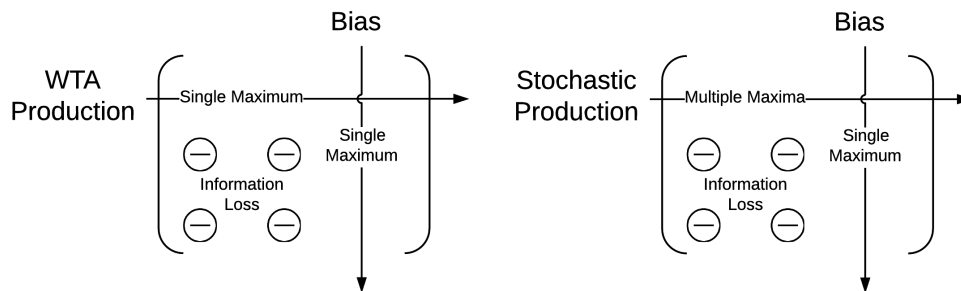 Bias
WTA
Production
Single Maximum
Single
Maximum
Information
Loss
Bias
Stochastic
Production
Multiple Maxima
Single
Maximum
Information
Loss